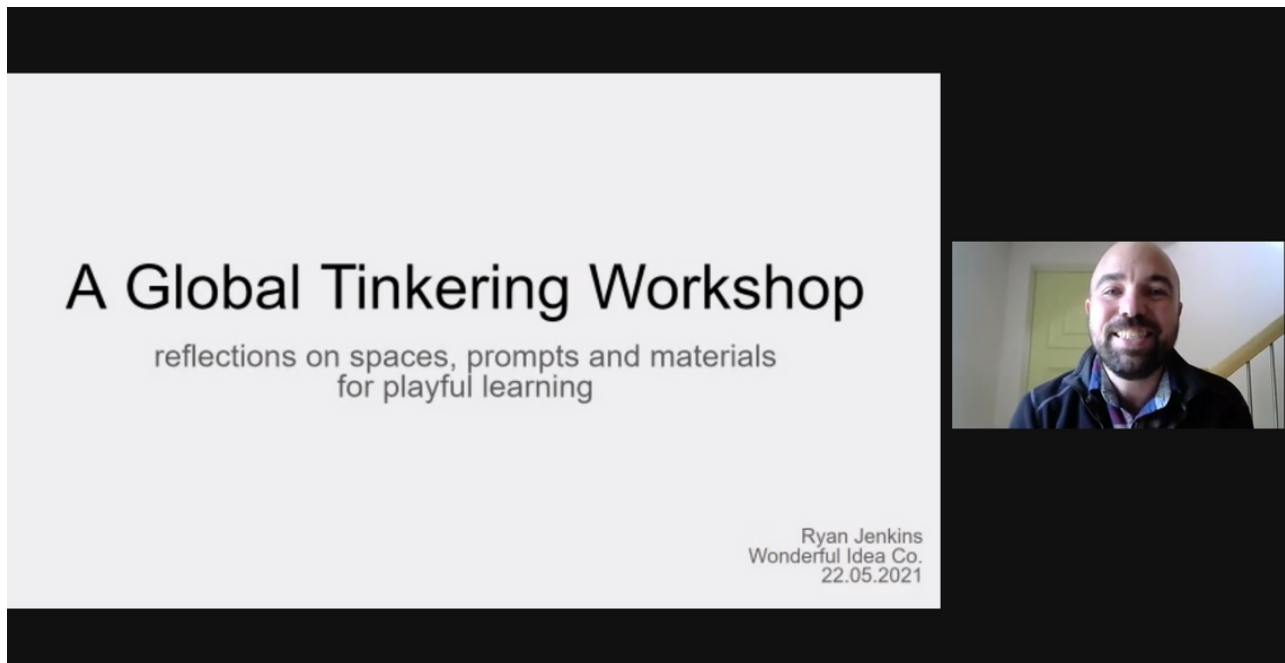 A Global Tinkering Workshop
reflections on spaces, prompts and materials
for playful learning
Ryan Jenkins
Wonderful Idea Co.
22.05.2021